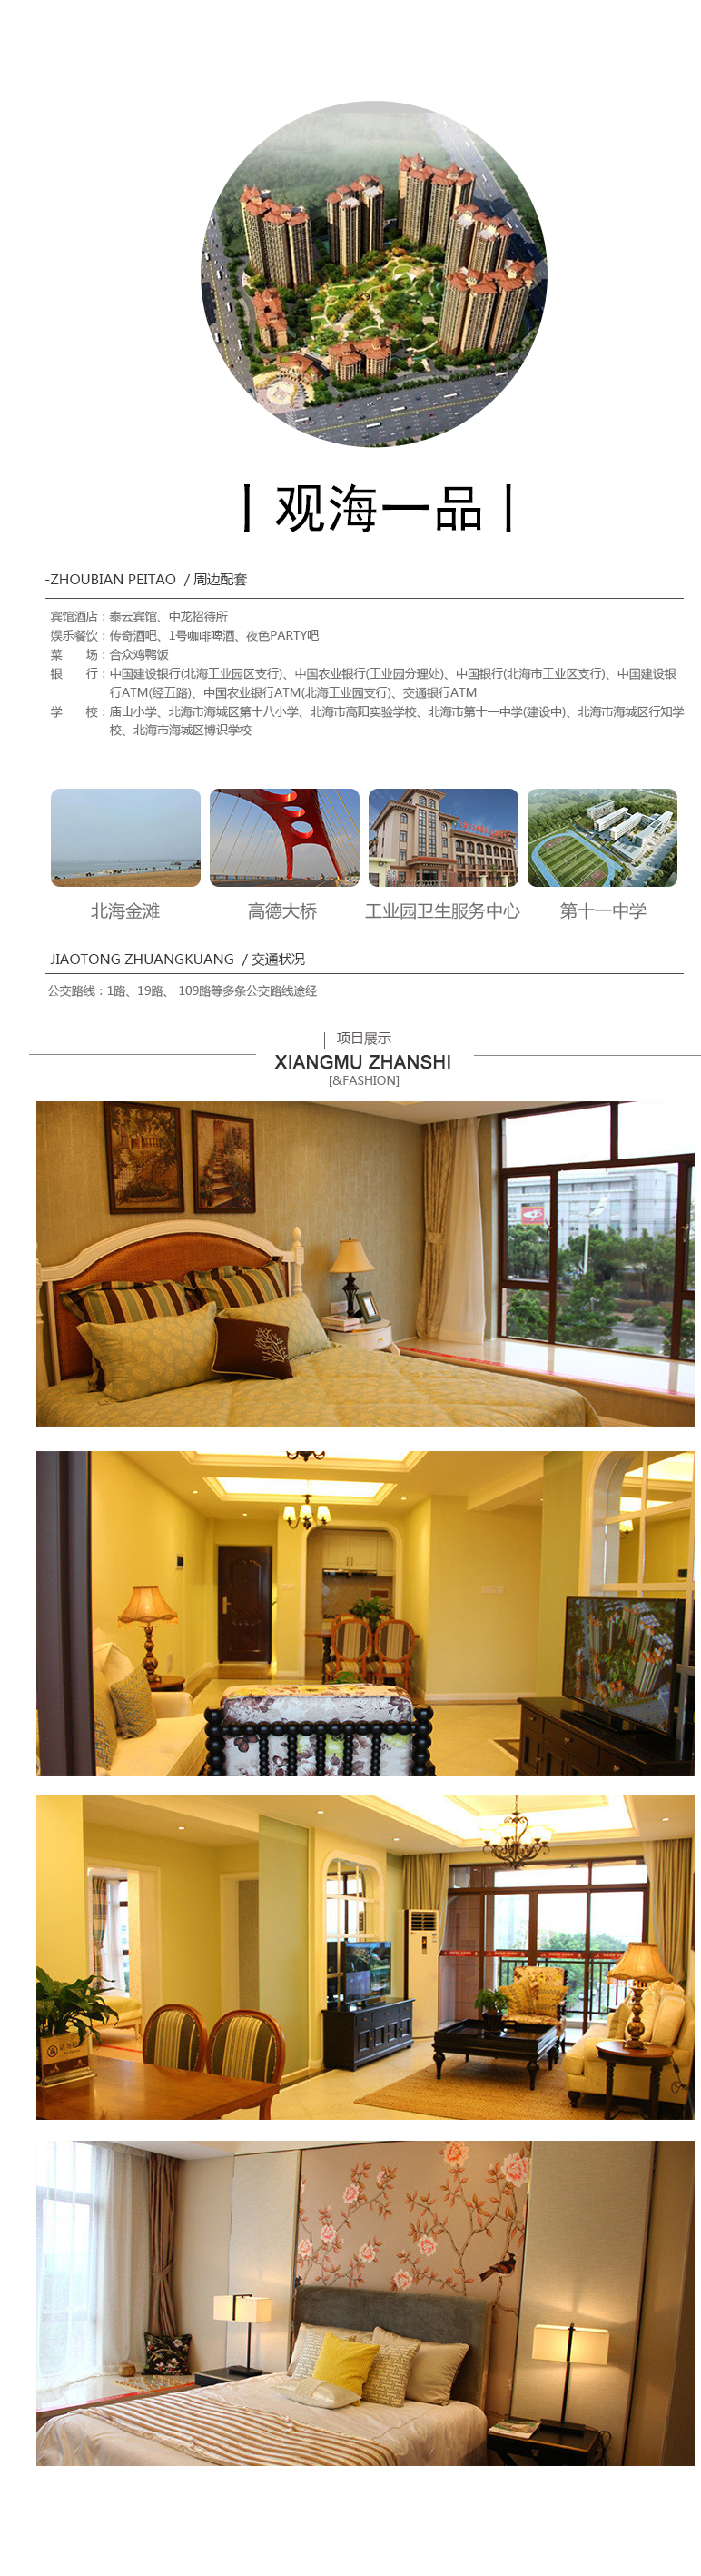 丨观海一品丨
-ZHOUBIAN PEITAO / 周边配套
宾馆酒店：泰云宾馆、中龙招待所
娱乐餐饮：传奇酒吧、1号咖啡啤酒、夜色PARTY吧
菜 场：合众鸡鸭饭
银 行：中国建设银行(北海工业园区支行)、中国农业银行(工业园分理处)、中国银行(北海市工业区支行)、中国建设银
行ATM(经五路)、中国农业银行ATM(北海工业园支行)、交通银行ATM
学 校：庙山小学、北海市海城区第十八小学、北海市高阳实验学校、北海市第十一中学(建设中)、北海市海城区行知学
校、北海市海城区博识学校
北海金滩 高德大桥 工业园卫生服务中心 第十一中学
-JIAOTONG ZHUANGKUANG / 交通状况
公交路线：1路、19路、 109路等多条公交路线途经
| 项目展示 |
XIANGMU ZHANSHI
[&FASHION]